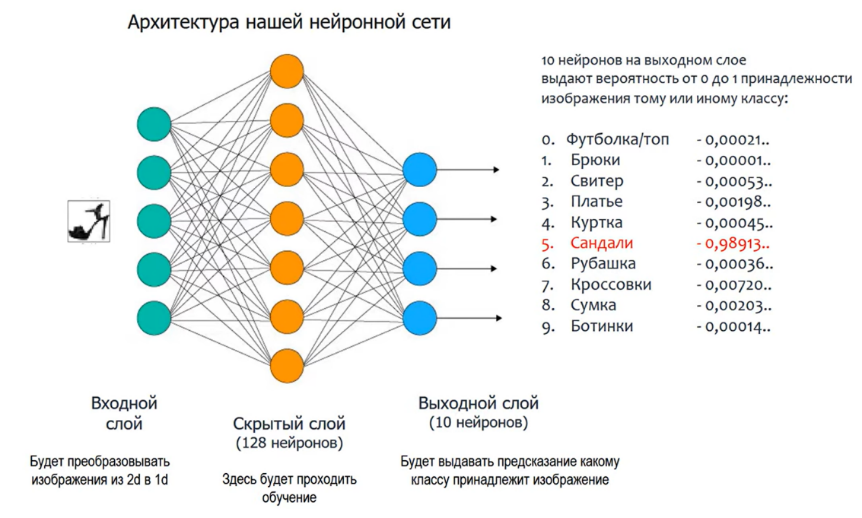 Архитектура нашей нейронной сети
10 нейронов на выходном слое
выдают вероятность от 0 до 1 принадлежности
изображения тому или иному классу:
0. Футболка/топ - 0,00021..
1. Брюки - 0,00001..
2. Свитер - 0,00053..
3. Платье - 0,00198..
4. Куртка - 0,00045..
5. Сандали - 0,98913..
6. Рубашка - 0,00036..
7. Кроссовки - 0,00720..
8. Сумка - 0,00203..
9. Ботинки - 0,00014..
Входной
слой
Будет преобразовывать
изображения из 2d в 1d
Скрытый слой
(128 нейронов)
Здесь будет проходить
обучение
Выходной слой
(10 нейронов)
Будет выдавать предсказание какому
классу принадлежит изображение